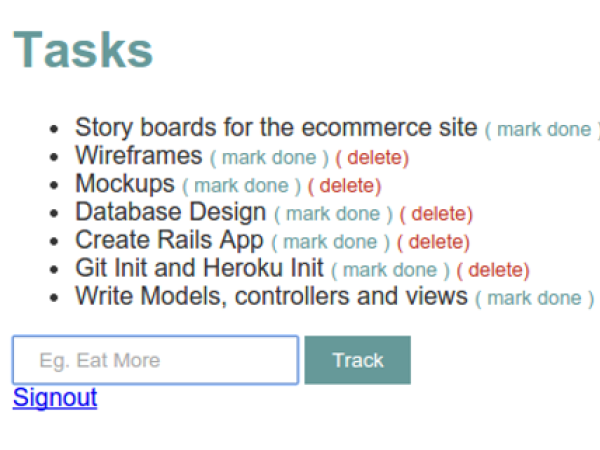 Tasks
Story boards for the ecommerce site ( mark done )
Wireframes ( mark done ) ( delete)
Mockups ( mark done ) ( delete)
Database Design ( mark done ) ( delete)
Create Rails App ( mark done ) ( delete)
Git Init and Heroku Init ( mark done ) ( delete)
Write Models, controllers and views ( mark done )
Eg. Eat More Track
Signout